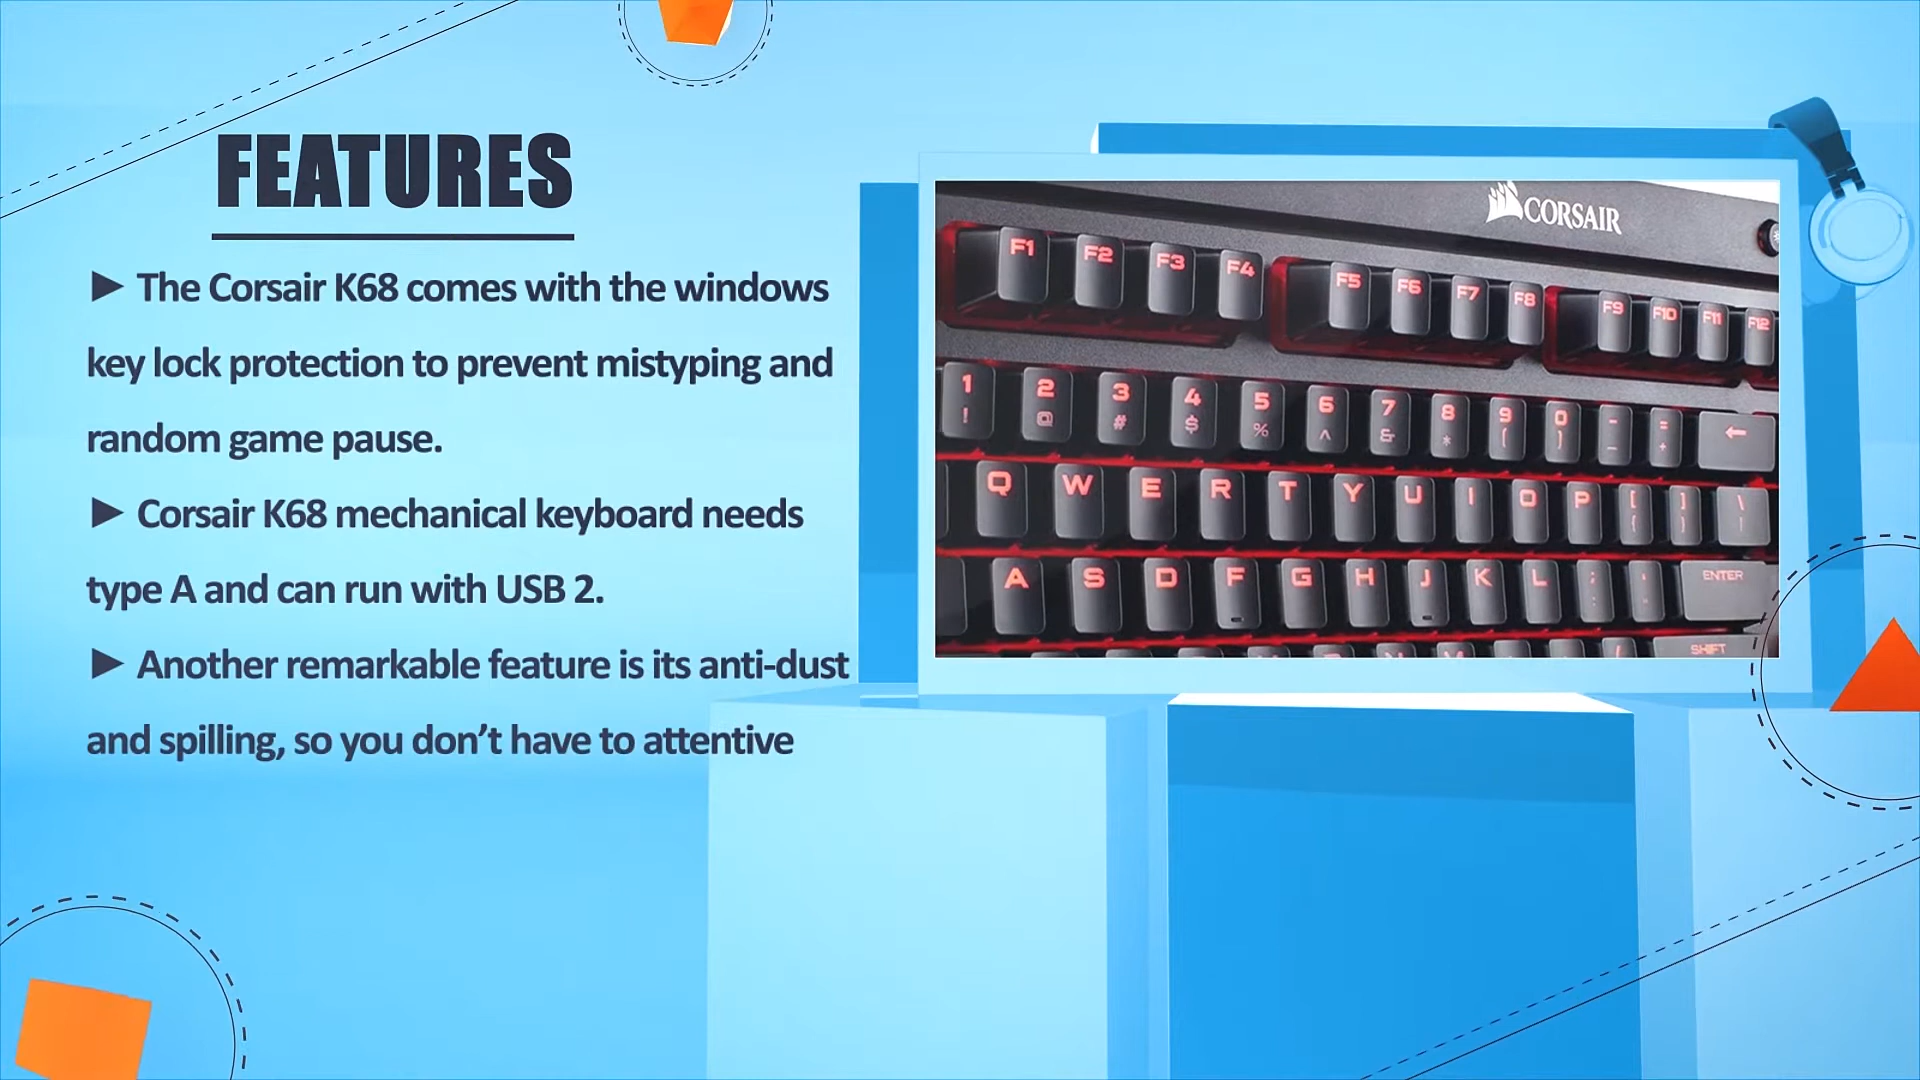 FEATURES
► The Corsair K68 comes with the windows
key lock protection to prevent mistyping and
random game pause.
► Corsair K68 mechanical keyboard needs
type A and can run with USB 2.
► Another remarkable feature is its anti-dust
and spilling, so you don’t have to attentive
CORSAIR
F1 F2 F3 F4 F5 F6 F7 F8 F9 F10 F11 F12
1 2 3 4 5 6 7 8 9 0 - =
! @ # $ % ^ & * ( ) _ +
←
Q W E R T Y U I O P [ ] \
{ } |
A S D F G H J K L ; '
ENTER
SHIFT